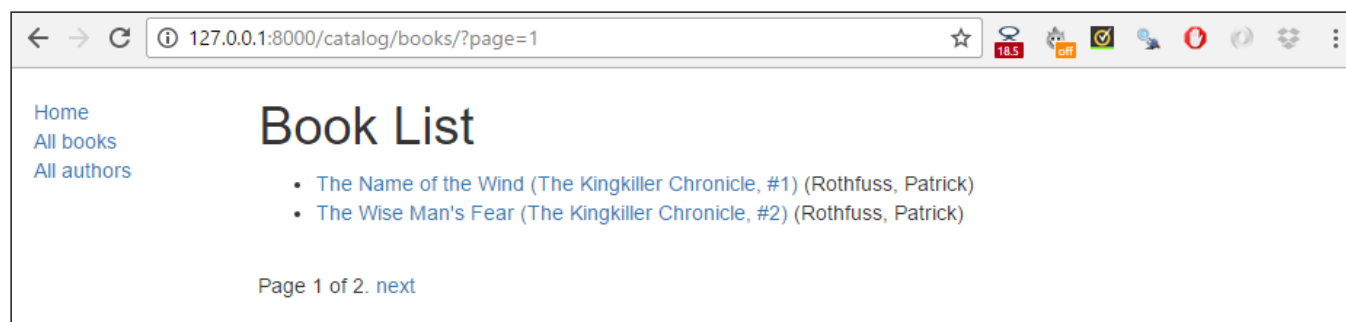 127.0.0.1:8000/catalog/books/?page=1
18.5
off
Home
All books
All authors
Book List
The Name of the Wind (The Kingkiller Chronicle, #1) (Rothfuss, Patrick)
The Wise Man's Fear (The Kingkiller Chronicle, #2) (Rothfuss, Patrick)
Page 1 of 2. next